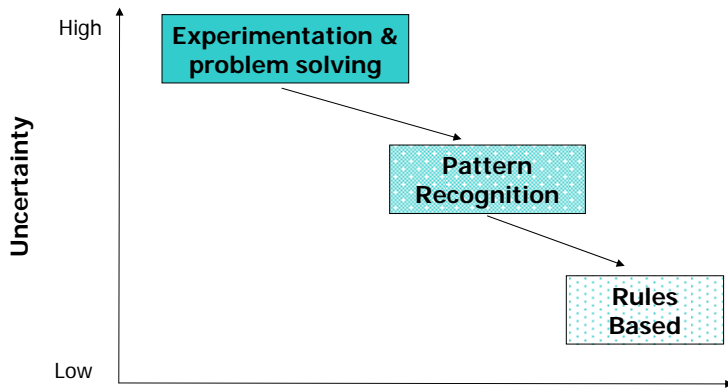 High
Experimentation &
problem solving
Uncertainty
Pattern
Recognition
Rules
Based
Low